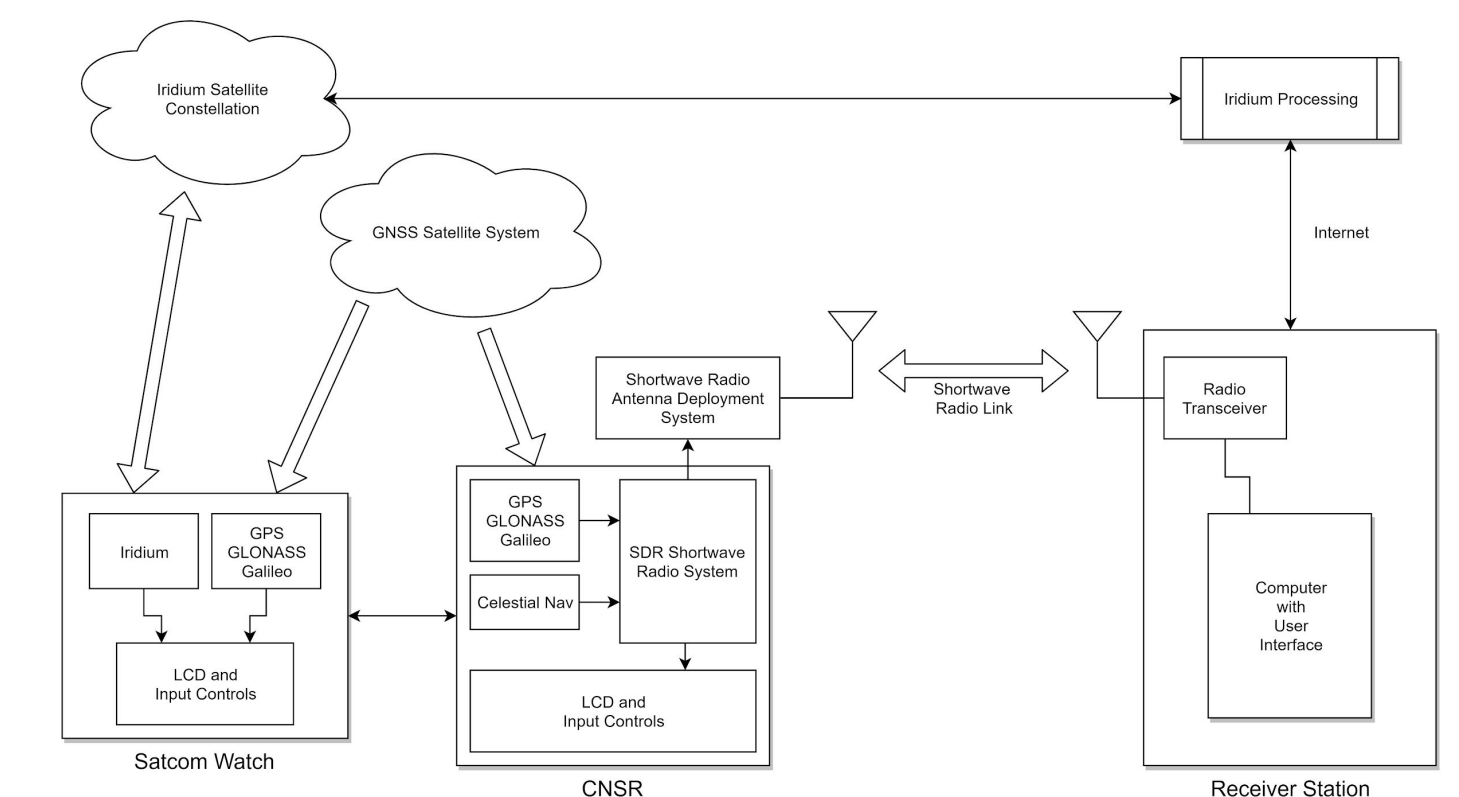 Iridium Satellite
Constellation
Iridium Processing
GNSS Satellite System
Internet
Shortwave Radio
Antenna Deployment
System
Shortwave
Radio Link
Radio
Transceiver
Iridium
GPS
GLONASS
Galileo
LCD and
Input Controls
Satcom Watch
GPS
GLONASS
Galileo
Celestial Nav
SDR Shortwave
Radio System
LCD and
Input Controls
CNSR
Computer
with
User
Interface
Receiver Station